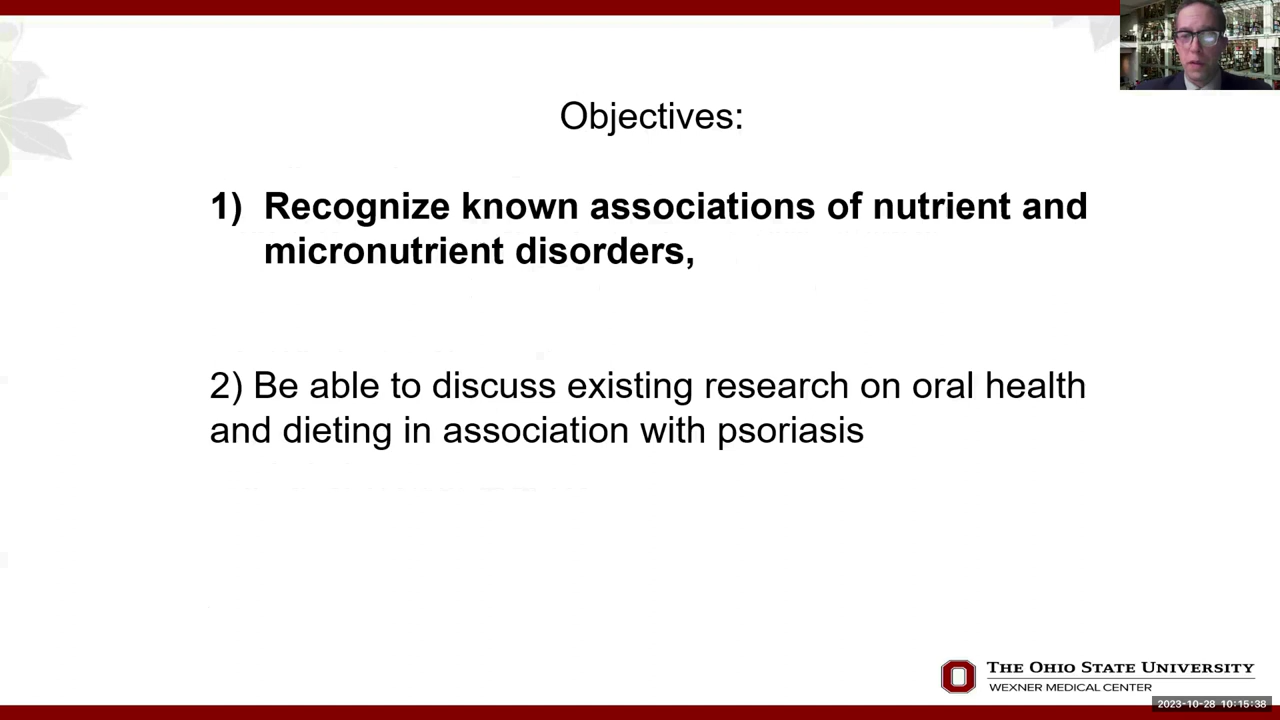 Objectives:
1) Recognize known associations of nutrient and
micronutrient disorders,
2) Be able to discuss existing research on oral health
and dieting in association with psoriasis
THE OHIO STATE UNIVERSITY
WEXNER MEDICAL CENTER
2023-10-28 10:15:38